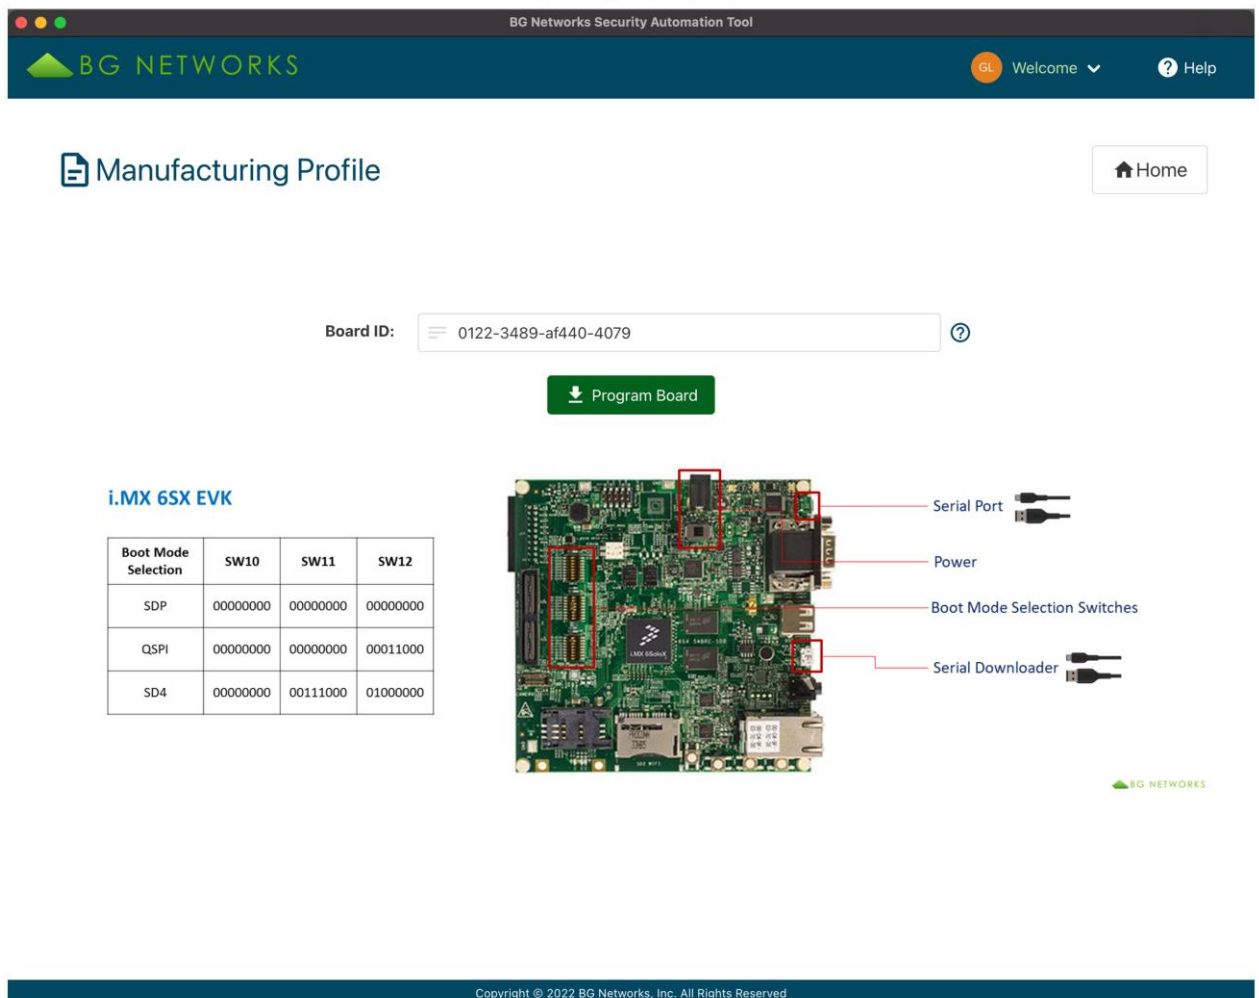 BG Networks Security Automation Tool
BG NETWORKS
GL Welcome
? Help
Manufacturing Profile
Home
Board ID: 0122-3489-af440-4079 ?
Program Board
i.MX 6SX EVK
Boot Mode Selection SW10 SW11 SW12
SDP 00000000 00000000 00000000
QSPI 00000000 00000000 00011000
SD4 00000000 00111000 01000000
Serial Port
Power
Boot Mode Selection Switches
Serial Downloader
i.MX 6SoloX
BG NETWORKS
Copyright © 2022 BG Networks, Inc. All Rights Reserved